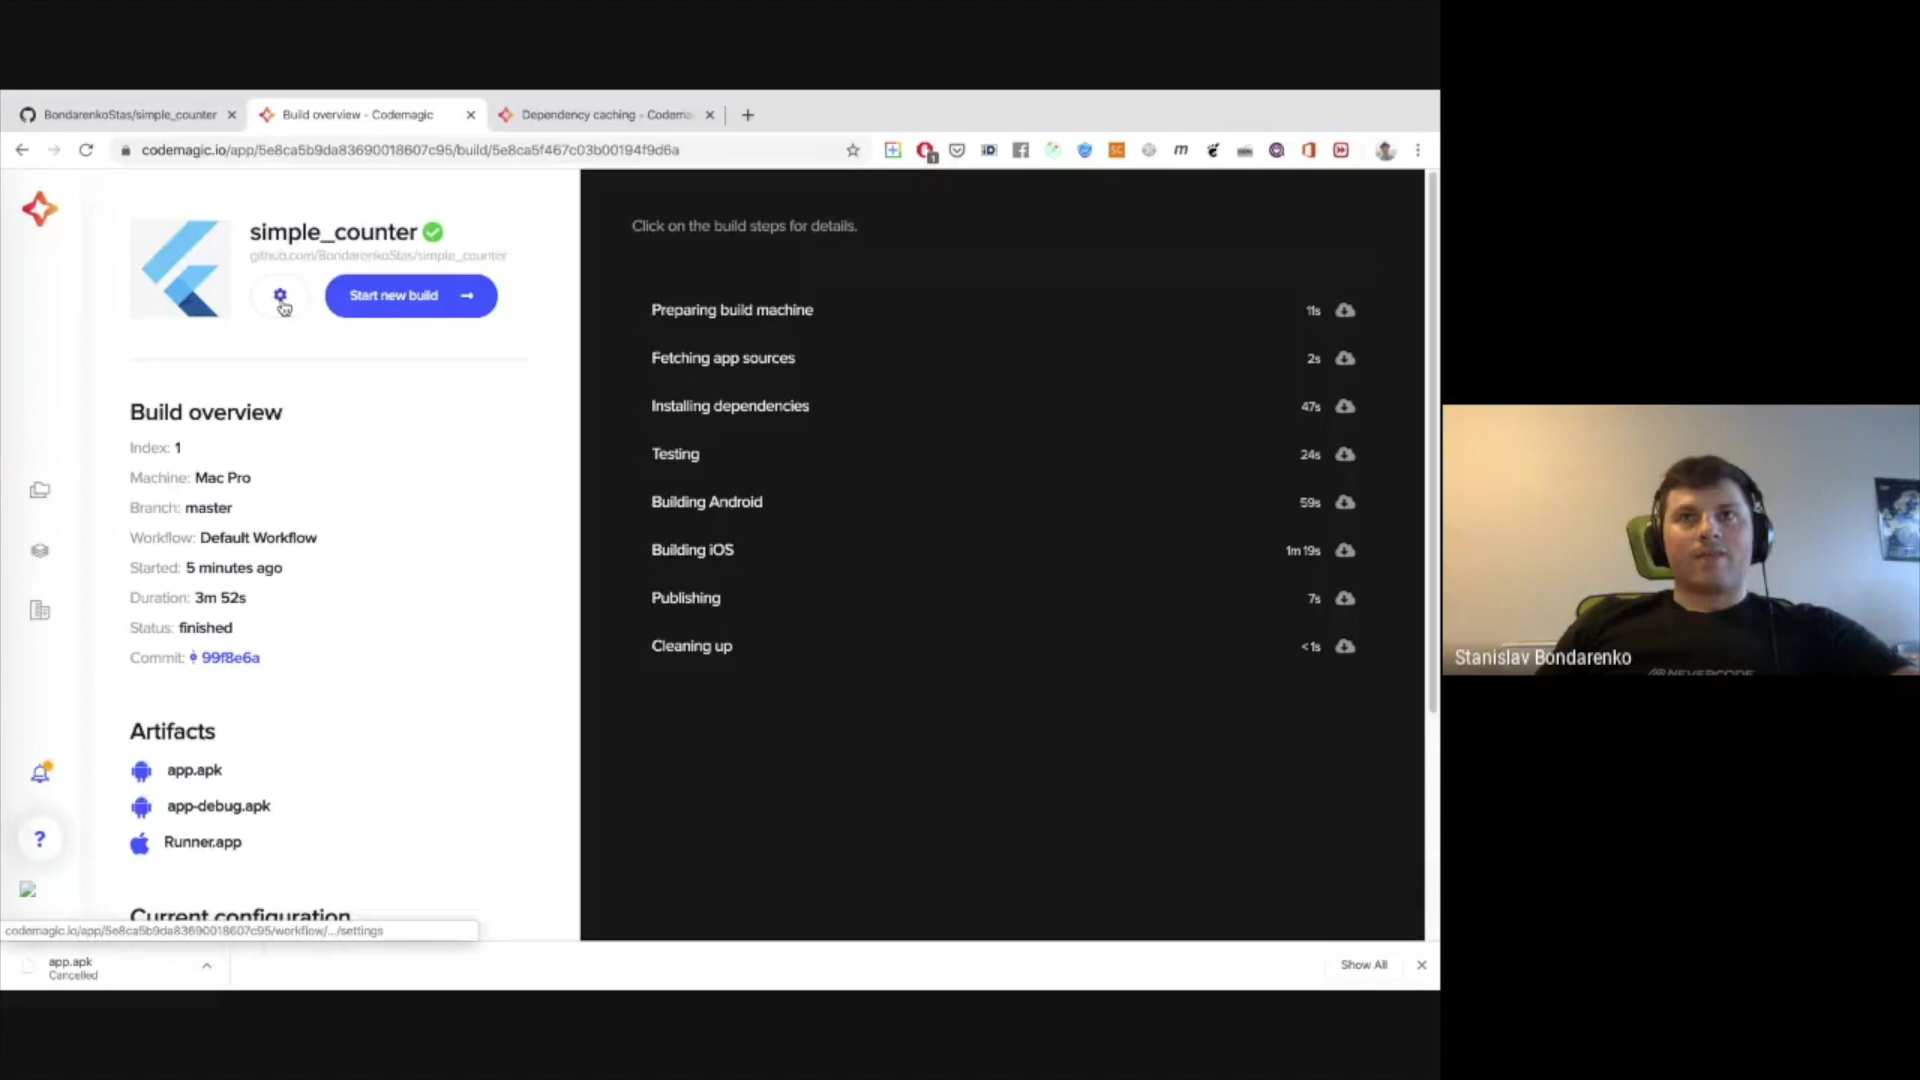 BondarenkoStas/simple_counter
Build overview - Codemagic
Dependency caching - Codema
codemagic.io/app/5e8ca5b9da83690018607c95/build/5e8ca5f467c03b00194f9d6a
simple_counter
github.com/BondarenkoStas/simple_counter
Start new build
Build overview
Index: 1
Machine: Mac Pro
Branch: master
Workflow: Default Workflow
Started: 5 minutes ago
Duration: 3m 52s
Status: finished
Commit: 99f8e6a
Artifacts
app.apk
app-debug.apk
Runner.app
Current configuration
codemagic.io/app/5e8ca5b9da83690018607c95/workflow/.../settings
app.apk
Cancelled
Show All
Click on the build steps for details.
Preparing build machine 11s
Fetching app sources 2s
Installing dependencies 47s
Testing 24s
Building Android 59s
Building iOS 1m 19s
Publishing 7s
Cleaning up <1s
Stanislav Bondarenko
NEVERCODE